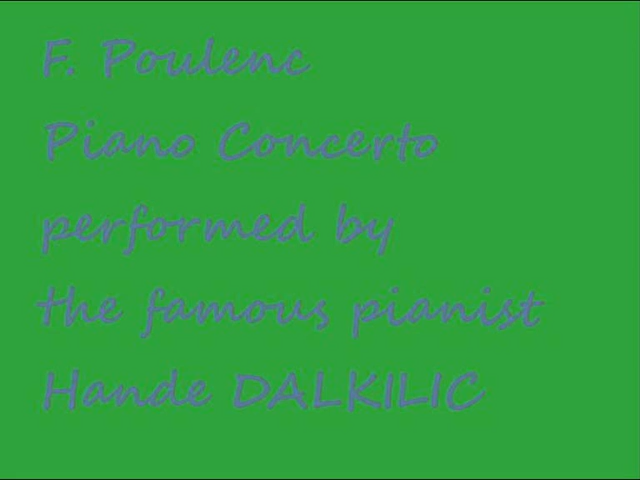 F. Poulenc
Piano Concerto
performed by
the famous pianist
Hande DALKILIC